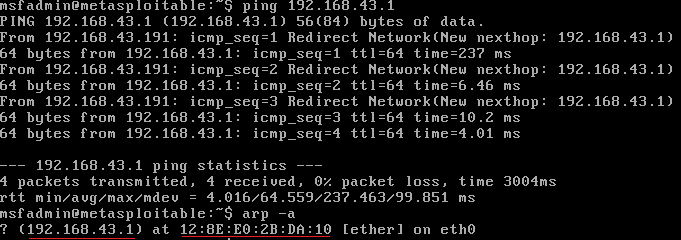 msfadmin@metasploitable:~$ ping 192.168.43.1
PING 192.168.43.1 (192.168.43.1) 56(84) bytes of data.
From 192.168.43.191: icmp_seq=1 Redirect Network(New nexthop: 192.168.43.1)
64 bytes from 192.168.43.1: icmp_seq=1 ttl=64 time=237 ms
From 192.168.43.191: icmp_seq=2 Redirect Network(New nexthop: 192.168.43.1)
64 bytes from 192.168.43.1: icmp_seq=2 ttl=64 time=6.46 ms
From 192.168.43.191: icmp_seq=3 Redirect Network(New nexthop: 192.168.43.1)
64 bytes from 192.168.43.1: icmp_seq=3 ttl=64 time=10.2 ms
64 bytes from 192.168.43.1: icmp_seq=4 ttl=64 time=4.01 ms
--- 192.168.43.1 ping statistics ---
4 packets transmitted, 4 received, 0% packet loss, time 3004ms
rtt min/avg/max/mdev = 4.016/64.559/237.463/99.851 ms
msfadmin@metasploitable:~$ arp -a
? (192.168.43.1) at 12:8E:E0:2B:DA:10 [ether] on eth0